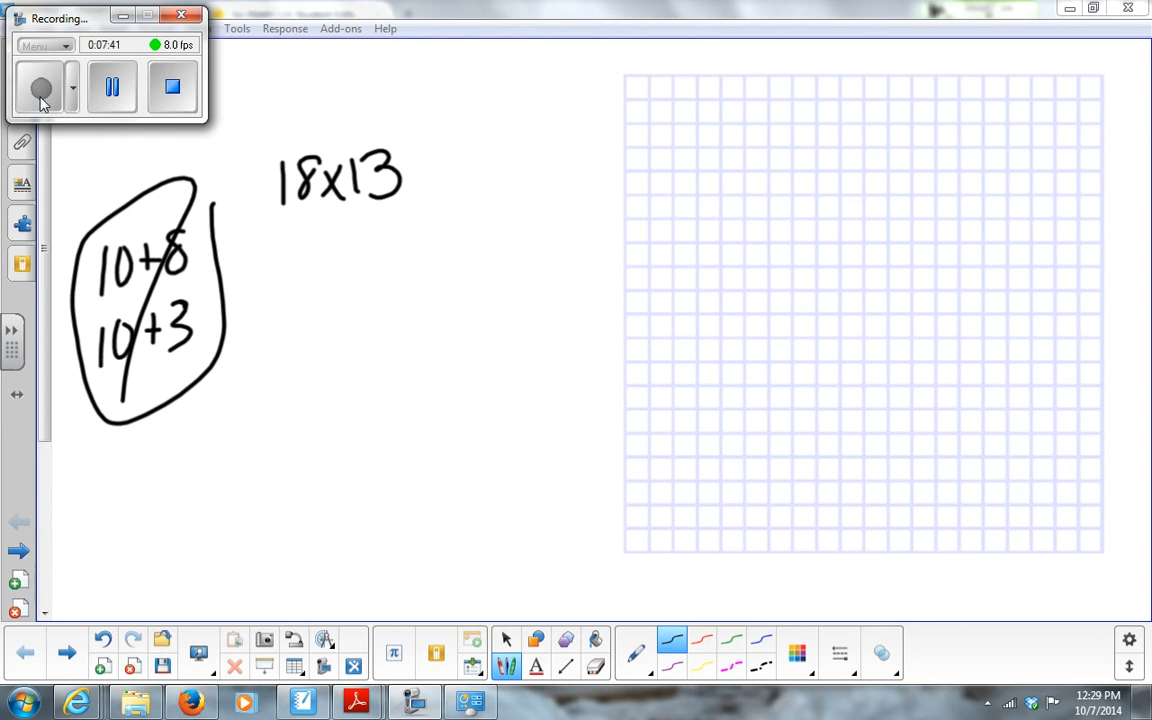 Recording...
Menu
0:07:41
8.0 fps
Tools
Response
Add-ons
Help
18x13
10+8
10+3
12:29 PM
10/7/2014